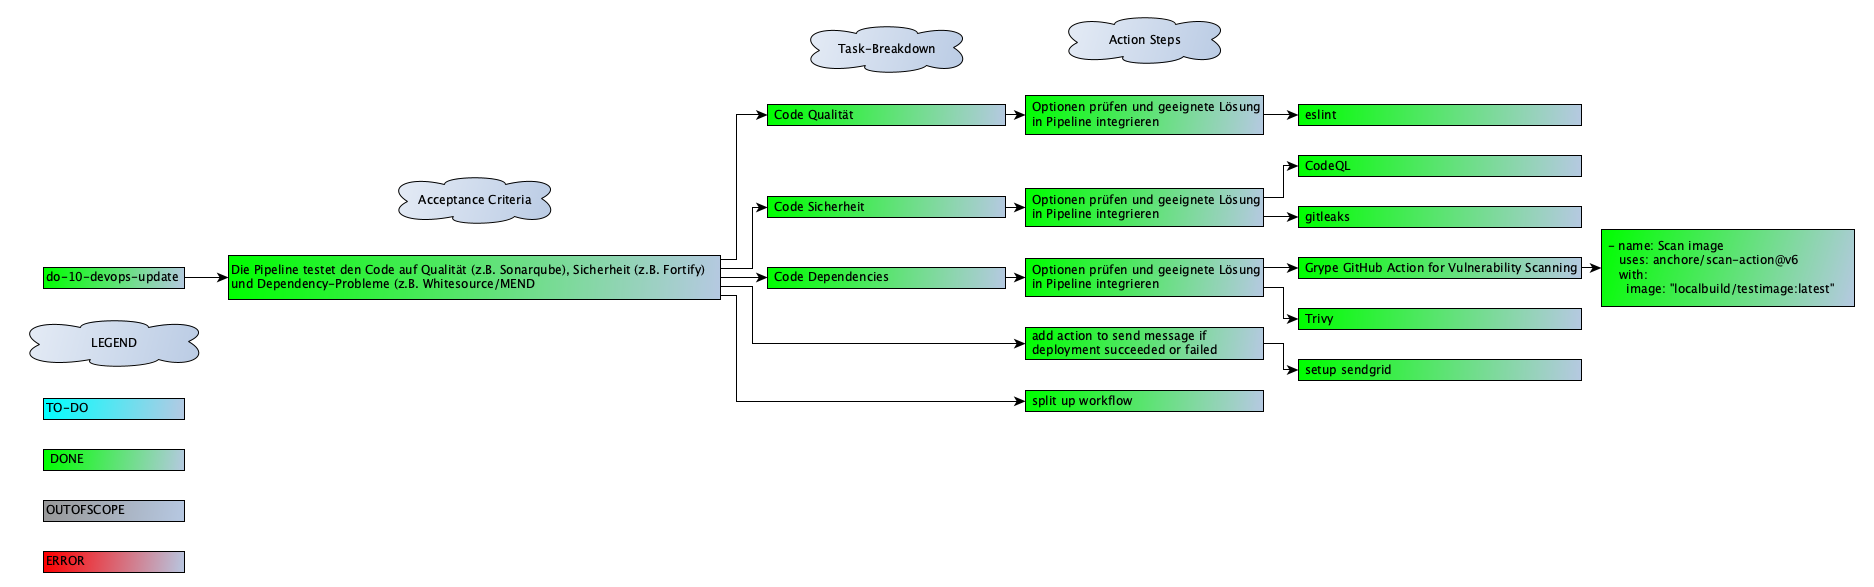 Task-Breakdown
Action Steps
Acceptance Criteria
do-10-devops-update
Die Pipeline testet den Code auf Qualität (z.B. Sonarqube), Sicherheit (z.B. Fortify)
und Dependency-Probleme (z.B. Whitesource/MEND
Code Qualität
Optionen prüfen und geeignete Lösung
in Pipeline integrieren
eslint
Code Sicherheit
Optionen prüfen und geeignete Lösung
in Pipeline integrieren
CodeQL
gitleaks
Code Dependencies
Optionen prüfen und geeignete Lösung
in Pipeline integrieren
Grype GitHub Action for Vulnerability Scanning
- name: Scan image
uses: anchore/scan-action@v6
with:
image: "localbuild/testimage:latest"
Trivy
add action to send message if
deployment succeeded or failed
setup sendgrid
split up workflow
LEGEND
TO-DO
DONE
OUTOFSCOPE
ERROR